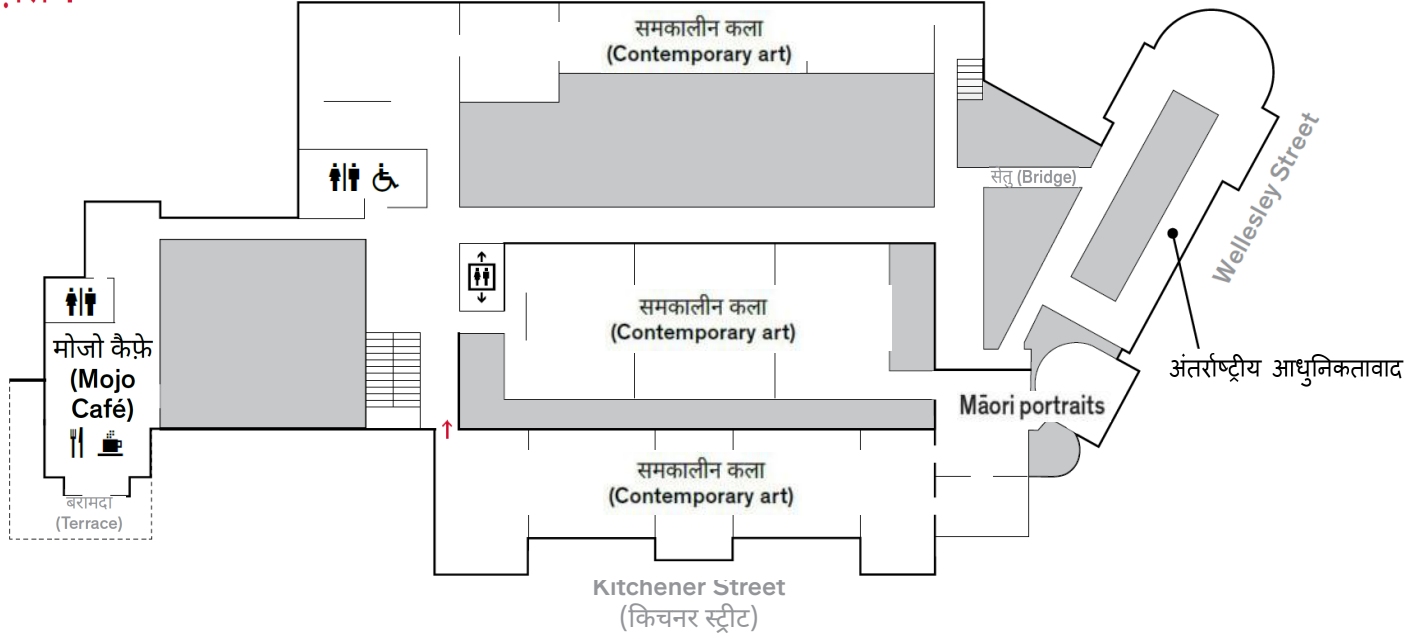 समकालीन कला
(Contemporary art)
सेतु (Bridge)
Wellesley Street
समकालीन कला
(Contemporary art)
मोजो कैफ़े
(Mojo
Café)
अंतर्राष्ट्रीय आधुनिकतावाद
Māori portraits
समकालीन कला
(Contemporary art)
बरामदा
(Terrace)
Kitchener Street
(किचनर स्ट्रीट)